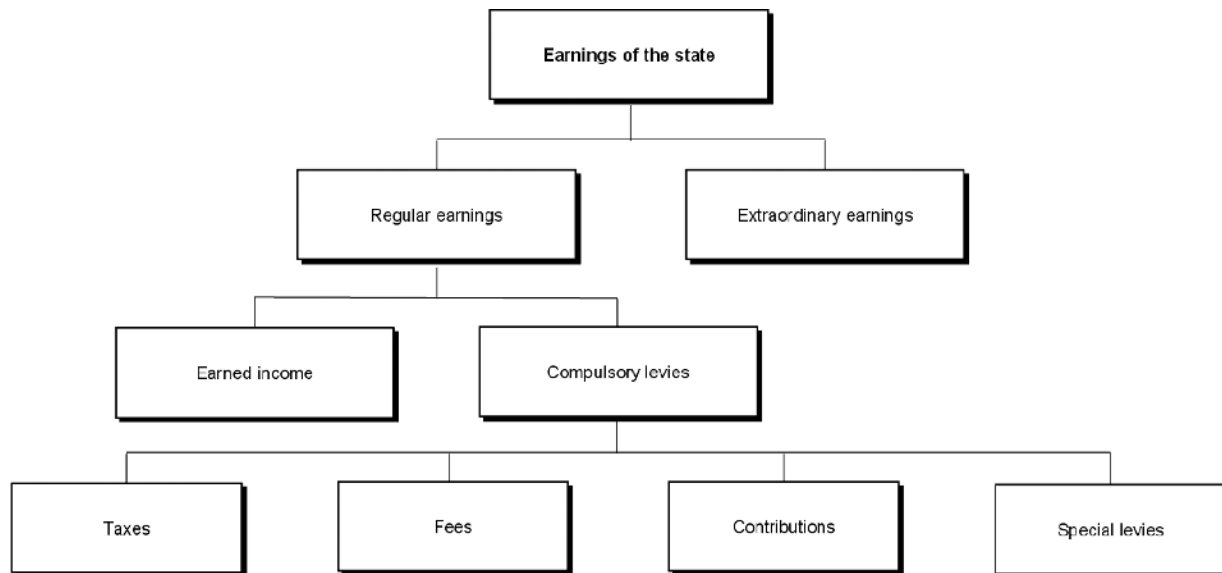 Earnings of the state
Regular earnings
Extraordinary earnings
Earned income
Compulsory levies
Taxes
Fees
Contributions
Special levies